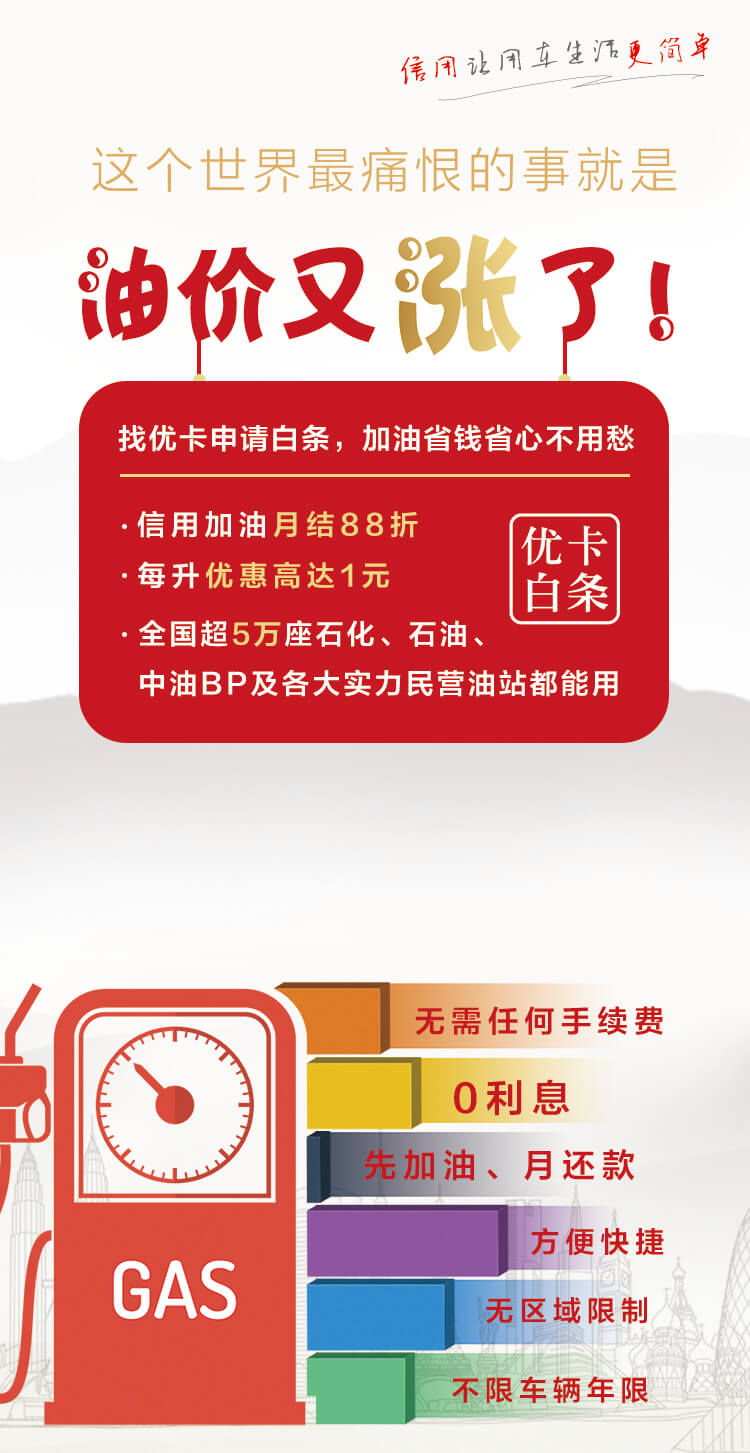 信用让用车生活更简单
这个世界最痛恨的事就是
油价又涨了!
找优卡申请白条，加油省钱省心不用愁
·信用加油月结88折
·每升优惠高达1元
优卡
白条
·全国超5万座石化、石油、
中油BP及各大实力民营油站都能用
无需任何手续费
0利息
先加油、月还款
方便快捷
无区域限制
不限车辆年限
GAS